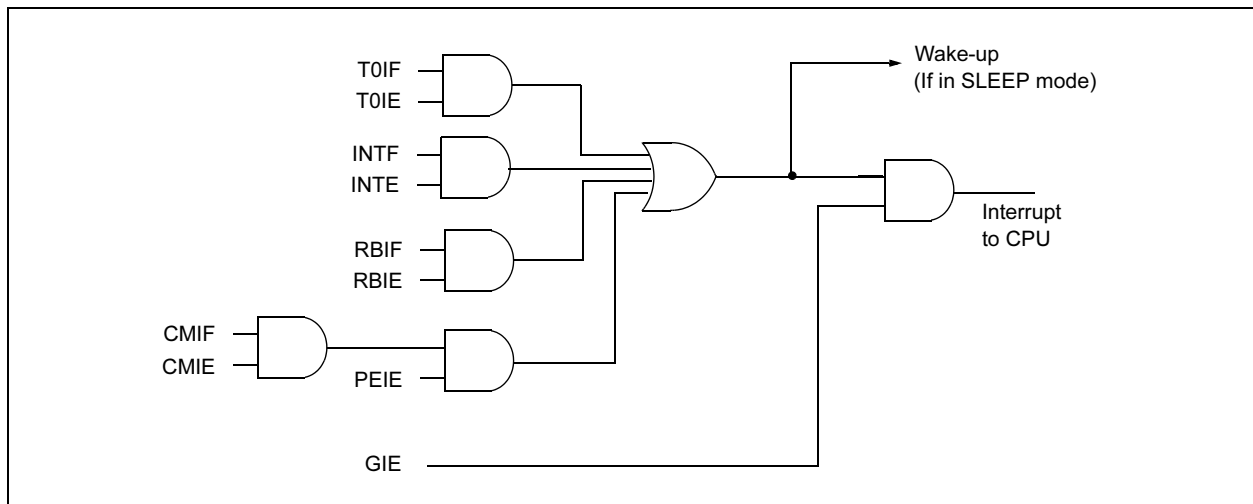 T0IF
T0IE
INTF
INTE
RBIF
RBIE
CMIF
CMIE
PEIE
GIE
Wake-up
(If in SLEEP mode)
Interrupt
to CPU